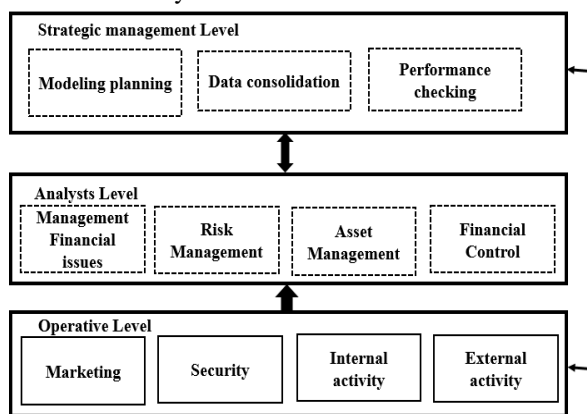 Strategic management Level
Modeling planning
Data consolidation
Performance
checking
Analysts Level
Management
Financial
issues
Risk
Management
Asset
Management
Financial
Control
Operative Level
Marketing
Security
Internal
activity
External
activity